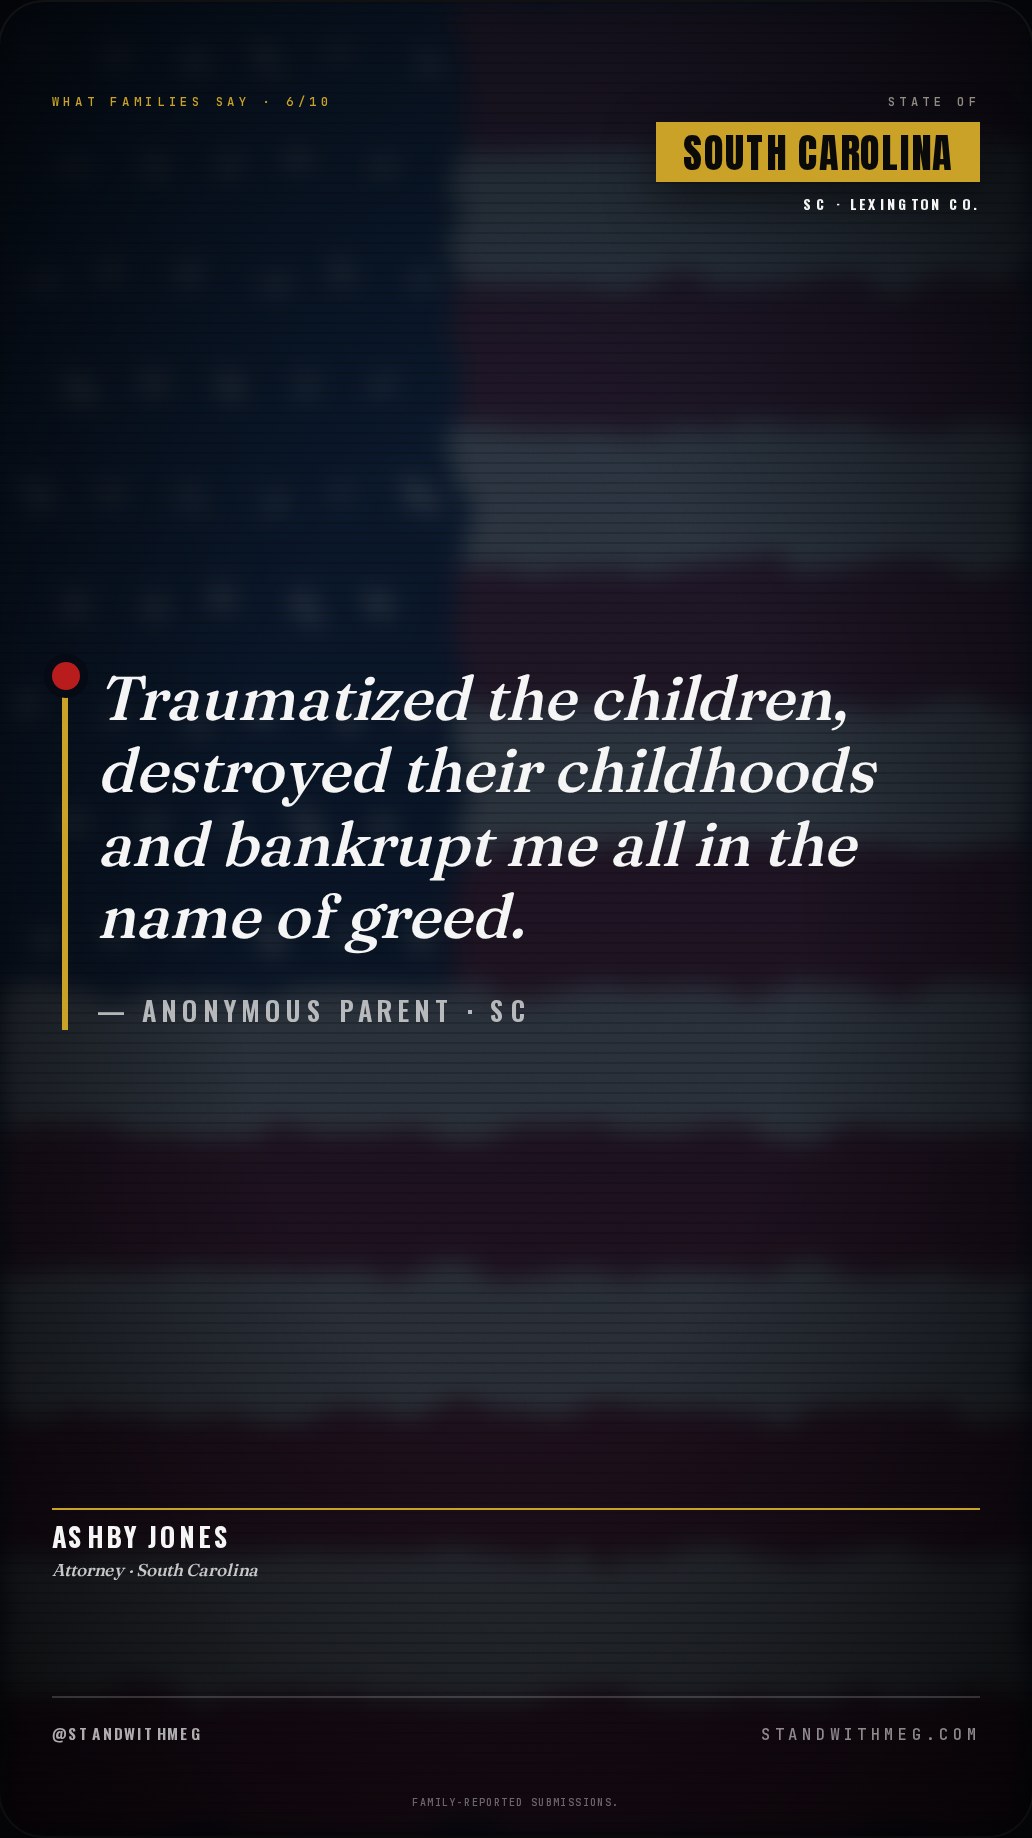 WHAT FAMILIES SAY · 6/10
STATE OF
SOUTH CAROLINA
SC · LEXINGTON CO.
Traumatized the children,
destroyed their childhoods
and bankrupt me all in the
name of greed.
— ANONYMOUS PARENT · SC
ASHBY JONES
Attorney · South Carolina
@STANDWITHMEG
STANDWITHMEG.COM
FAMILY-REPORTED SUBMISSIONS.